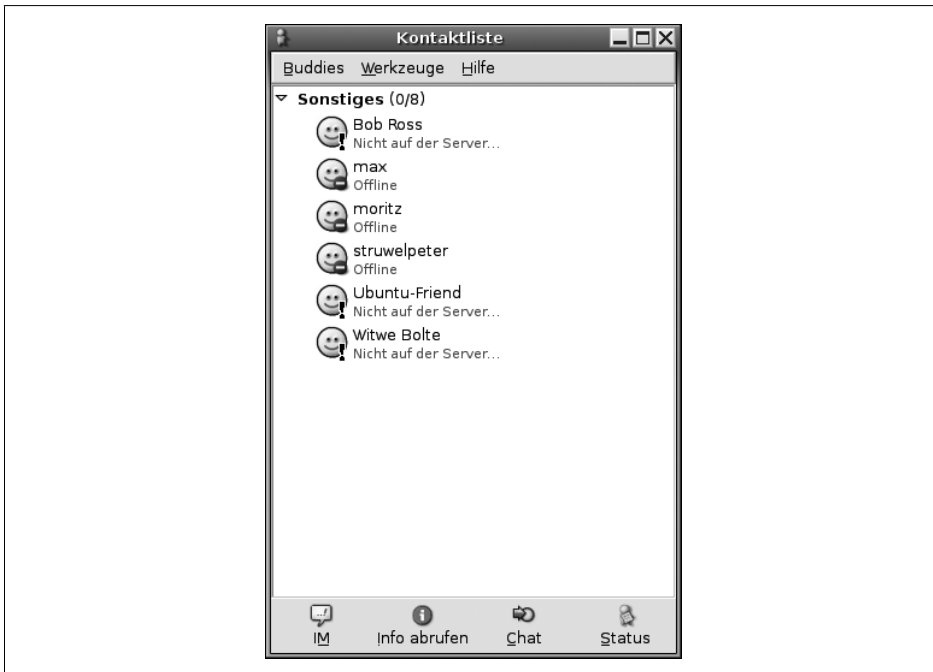 Kontaktliste
Buddies Werkzeuge Hilfe
Sonstiges (0/8)
Bob Ross
Nicht auf der Server...
max
Offline
moritz
Offline
struwelpeter
Offline
Ubuntu-Friend
Nicht auf der Server...
Witwe Bolte
Nicht auf der Server...
IM Info abrufen Chat Status